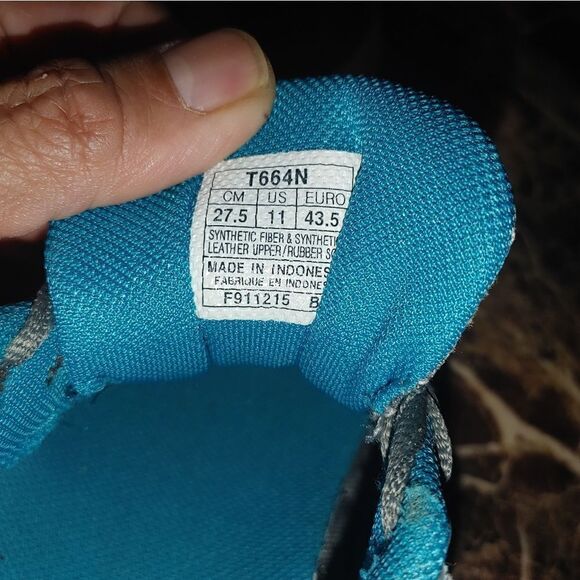 T664N
CM US EURO
27.5 11 43.5
SYNTHETIC FIBER & SYNTHETI
LEATHER UPPER/RUBBER SO
MADE IN INDONES
FABRIQUE EN INDONES
F911215 B